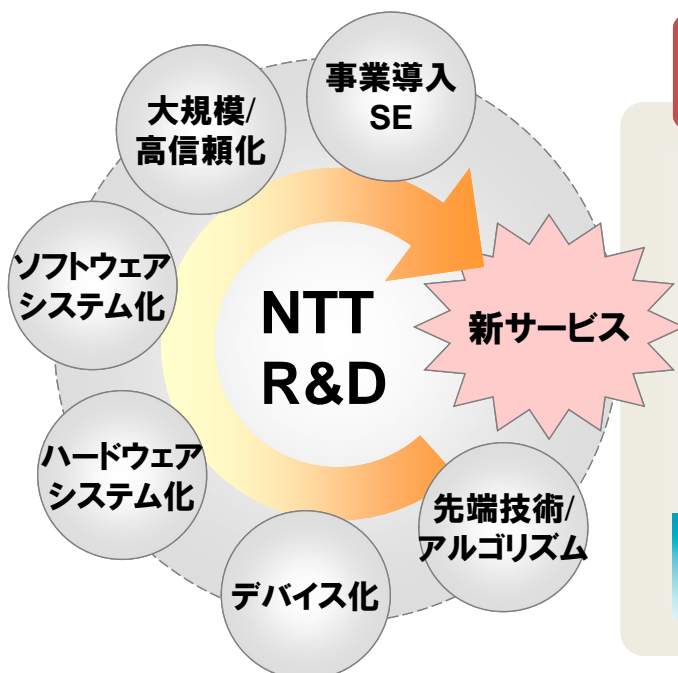 事業導入
SE
大規模/
高信頼化
ソフトウェア
システム化
NTT
R&D
新サービス
ハードウェア
システム化
先端技術/
アルゴリズム
デバイス化